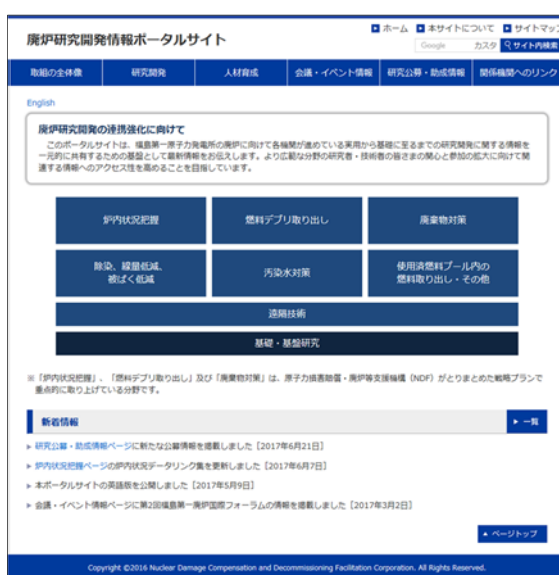 ホーム 本サイトについて サイトマップ
廃炉研究開発情報ポータルサイト
Google カスタ サイト内検索
取組の全体像 研究開発 人材育成 会議・イベント情報 研究公募・助成情報 関係機関へのリンク
English
廃炉研究開発の連携強化に向けて
このポータルサイトは、福島第一原子力発電所の廃炉に向けて各機関が進めている実用から基礎に至るまでの研究開発に関する情報を
一元的に共有するための基盤として最新情報をお伝えします。より広範な分野の研究者・技術者の皆さまの関心と参加の拡大に向けて関
連する情報へのアクセス性を高めることを目指しています。
炉内状況把握 燃料デブリ取り出し 廃棄物対策
除染、線量低減、
被ばく低減
汚染水対策
使用済燃料プール内の
燃料取り出し・その他
遠隔技術
基礎・基盤研究
※「炉内状況把握」、「燃料デブリ取り出し」及び「廃棄物対策」は、原子力損害賠償・廃炉等支援機構（NDF）がとりまとめた戦略プランで
重点的に取り上げている分野です。
新着情報 一覧
研究公募・助成情報ページに新たな公募情報を掲載しました［2017年6月21日］
炉内状況把握ページの炉内状況データリンク集を更新しました［2017年6月7日］
本ポータルサイトの英語版を公開しました［2017年5月9日］
会議・イベント情報ページに第2回福島第一廃炉国際フォーラムの情報を掲載しました［2017年3月2日］
ページトップ
Copyright ©2016 Nuclear Damage Compensation and Decommissioning Facilitation Corporation. All Rights Reserved.